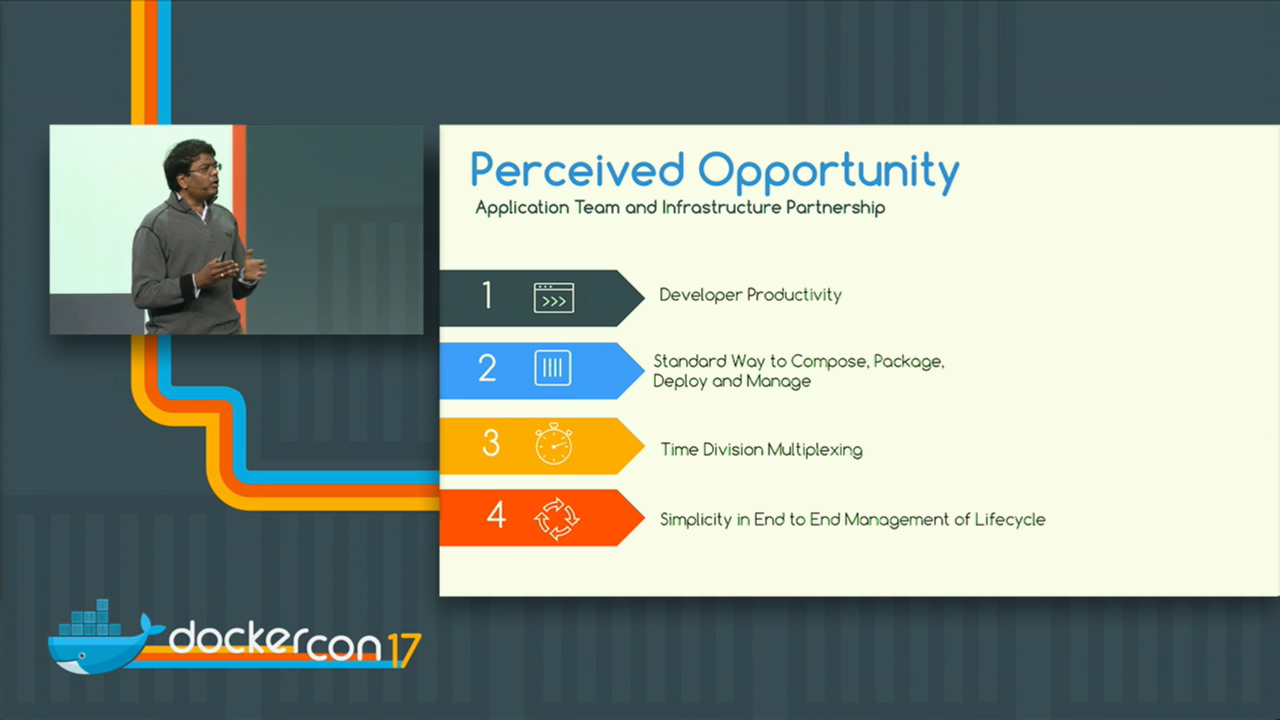 Perceived Opportunity
Application Team and Infrastructure Partnership
1
Developer Productivity
2
Standard Way to Compose, Package,
Deploy and Manage
3
Time Division Multiplexing
4
Simplicity in End to End Management of Lifecycle
dockercon17